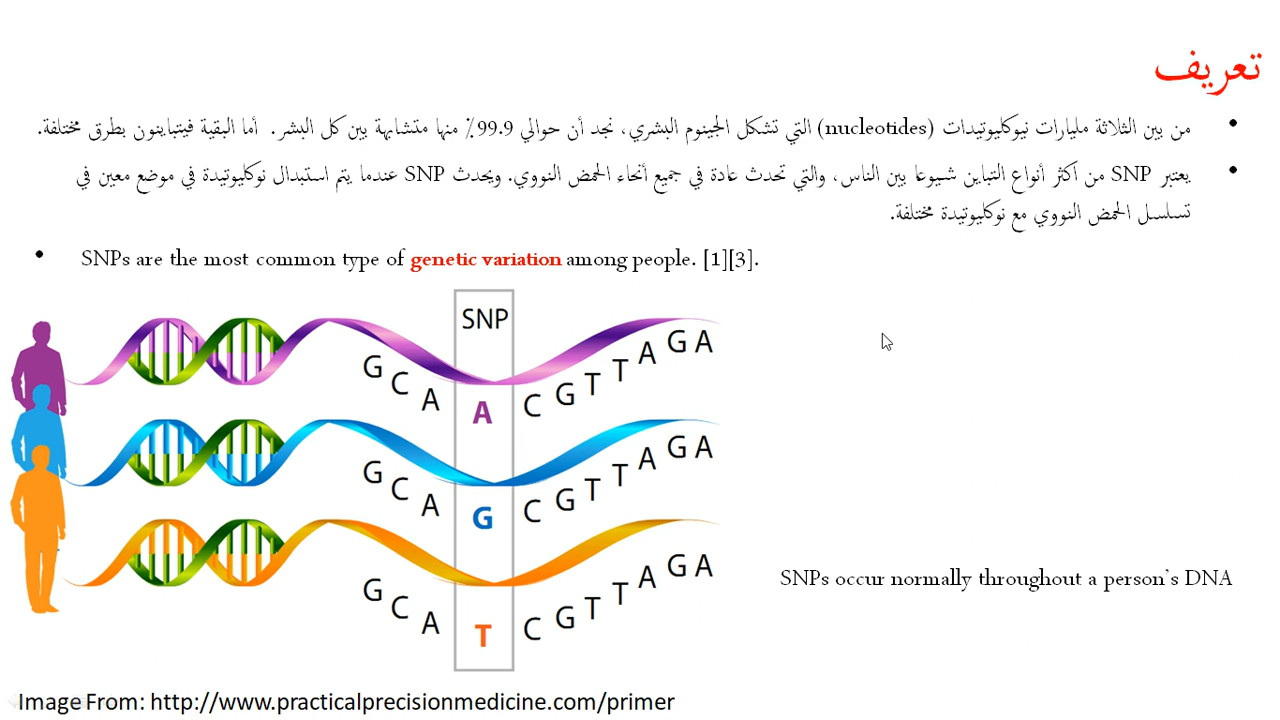 تعريف
• من بين الثلاثة مليارات نيوكليوتيدات (nucleotides) التي تشكل الجينوم البشري، نجد أن حوالي 99.9٪ منها متشابهة بين كل البشر. أما البقية فيتباينون بطرق مختلفة.
• يعتبر SNP من أكثر أنواع التباين شيوعا بين الناس، والتي تحدث عادة في جميع أنحاء الحمض النووي. ويحدث SNP عندما يتم استبدال نوكليوتيدة في موضع معين في
تسلسل الحمض النووي مع نوكليوتيدة مختلفة.
• SNPs are the most common type of genetic variation among people. [1][3].
SNP
G C A A C G T T A G A
G C A G C G T T A G A
G C A T C G T T A G A
SNPs occur normally throughout a person`s DNA
Image From: http://www.practicalprecisionmedicine.com/primer